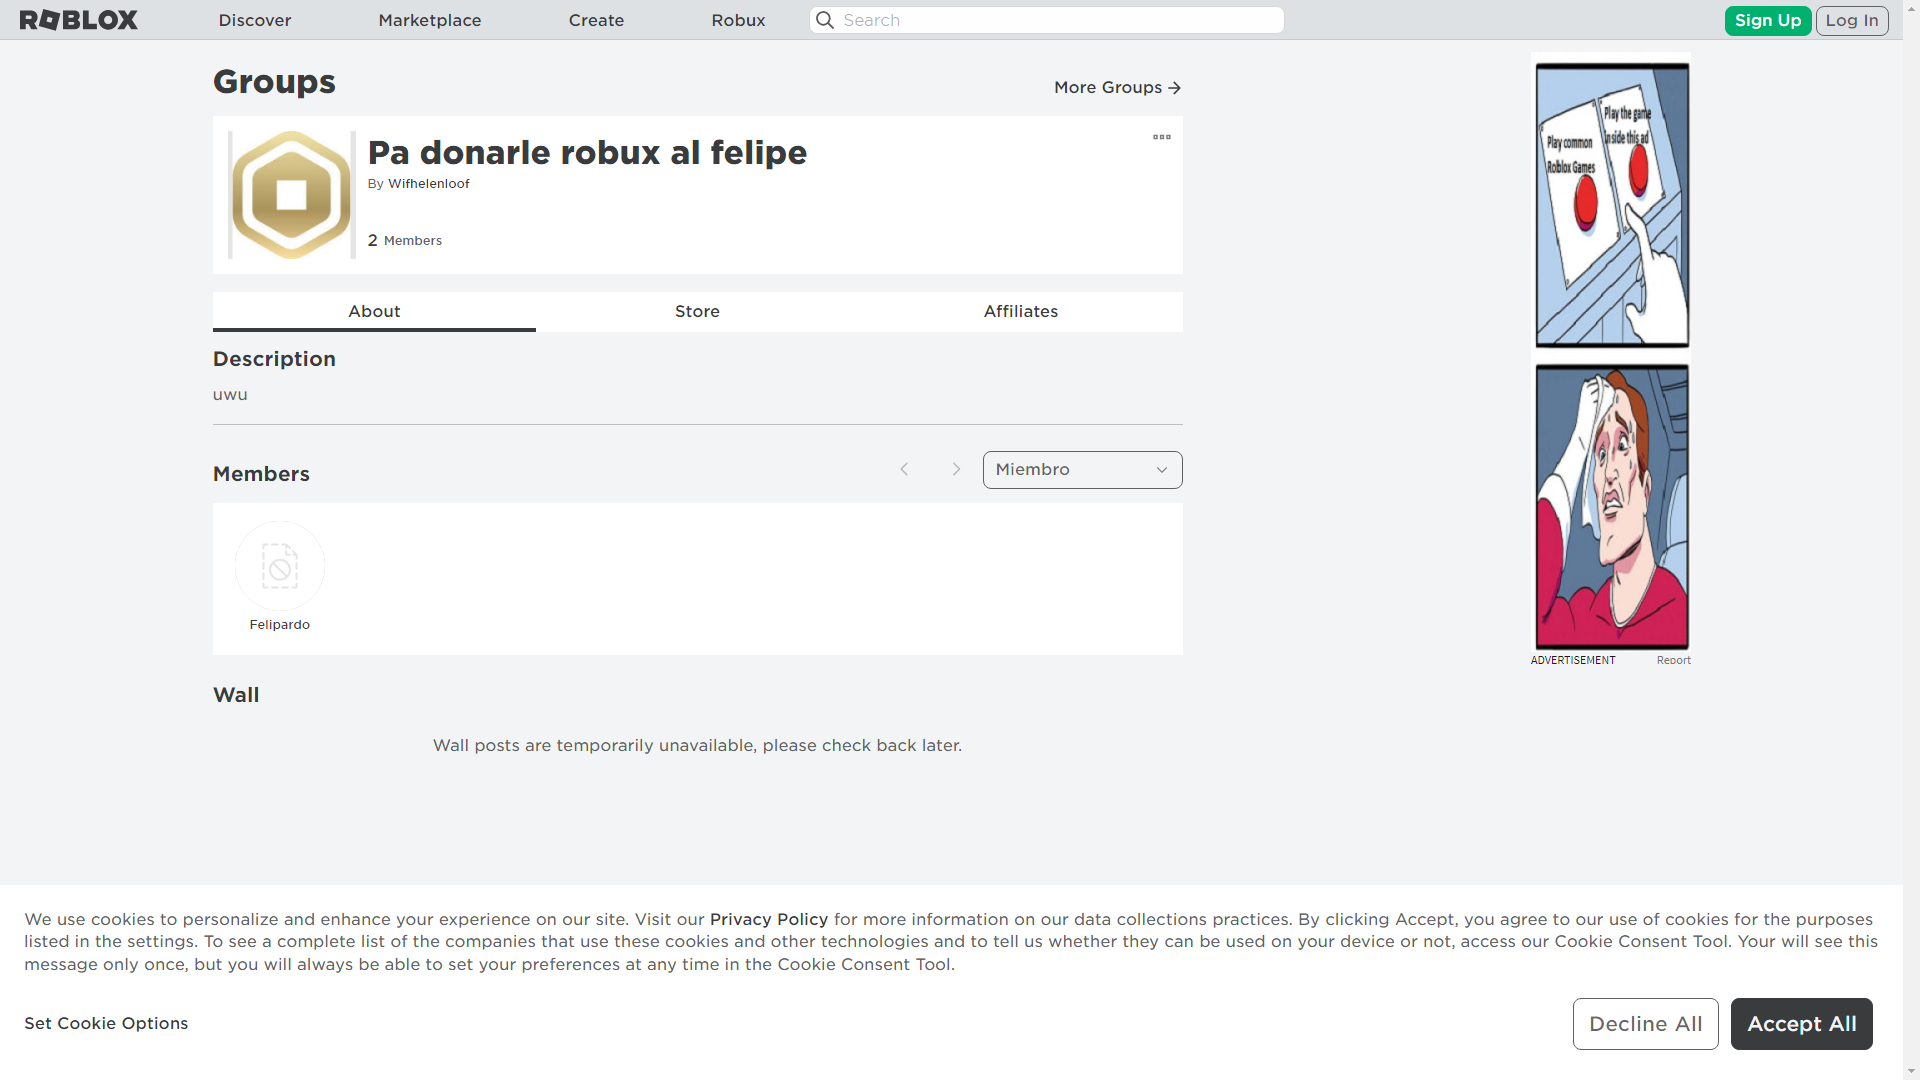 ROBLOX
Discover
Marketplace
Create
Robux
Search
Sign Up
Log In
Groups
More Groups
Pa donarle robux al felipe
By Wifhelenloof
2 Members
About
Store
Affiliates
Description
uwu
Members
Miembro
Felipardo
Wall
Wall posts are temporarily unavailable, please check back later.
Play common
Roblox Games
Play the game
inside this ad
ADVERTISEMENT
Report
We use cookies to personalize and enhance your experience on our site. Visit our Privacy Policy for more information on our data collections practices. By clicking Accept, you agree to our use of cookies for the purposes
listed in the settings. To see a complete list of the companies that use these cookies and other technologies and to tell us whether they can be used on your device or not, access our Cookie Consent Tool. Your will see this
message only once, but you will always be able to set your preferences at any time in the Cookie Consent Tool.
Set Cookie Options
Decline All
Accept All